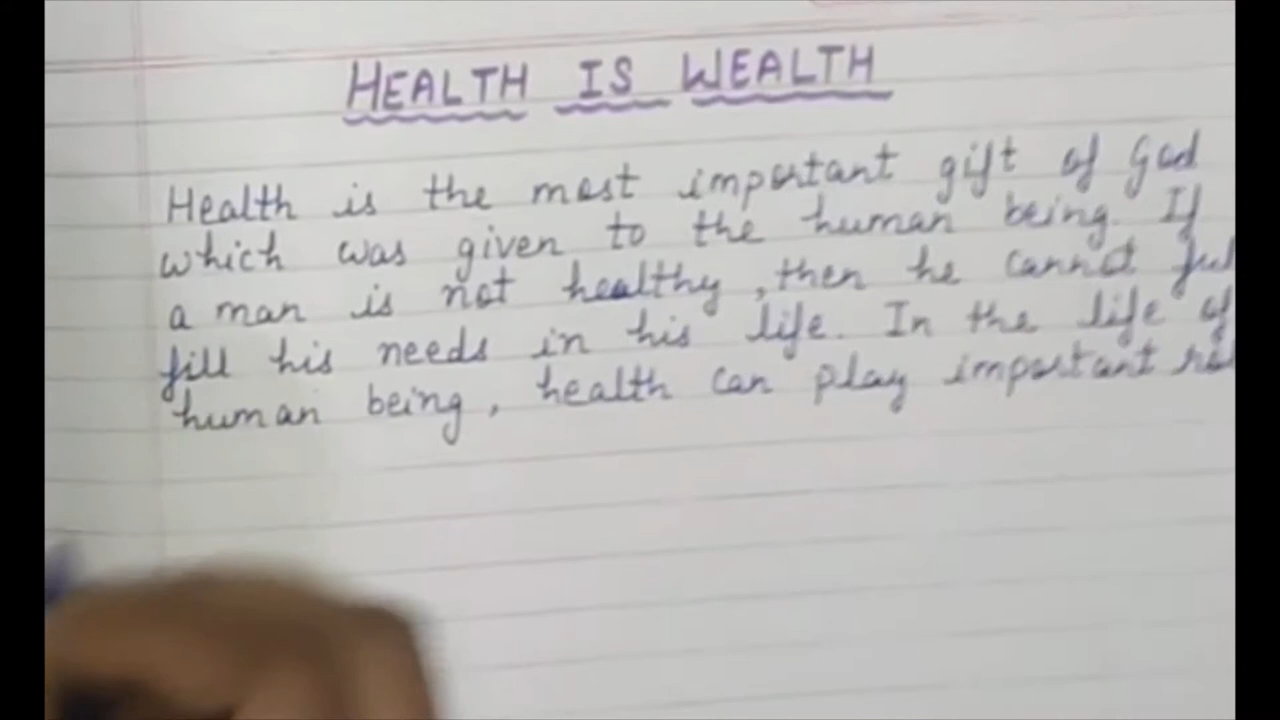 HEALTH IS WEALTH
Health is the most important gift of God
which was given to the human being. If
a man is not healthy, then he cannot ful
fill his needs in his life. In the life of
human being, health can play important